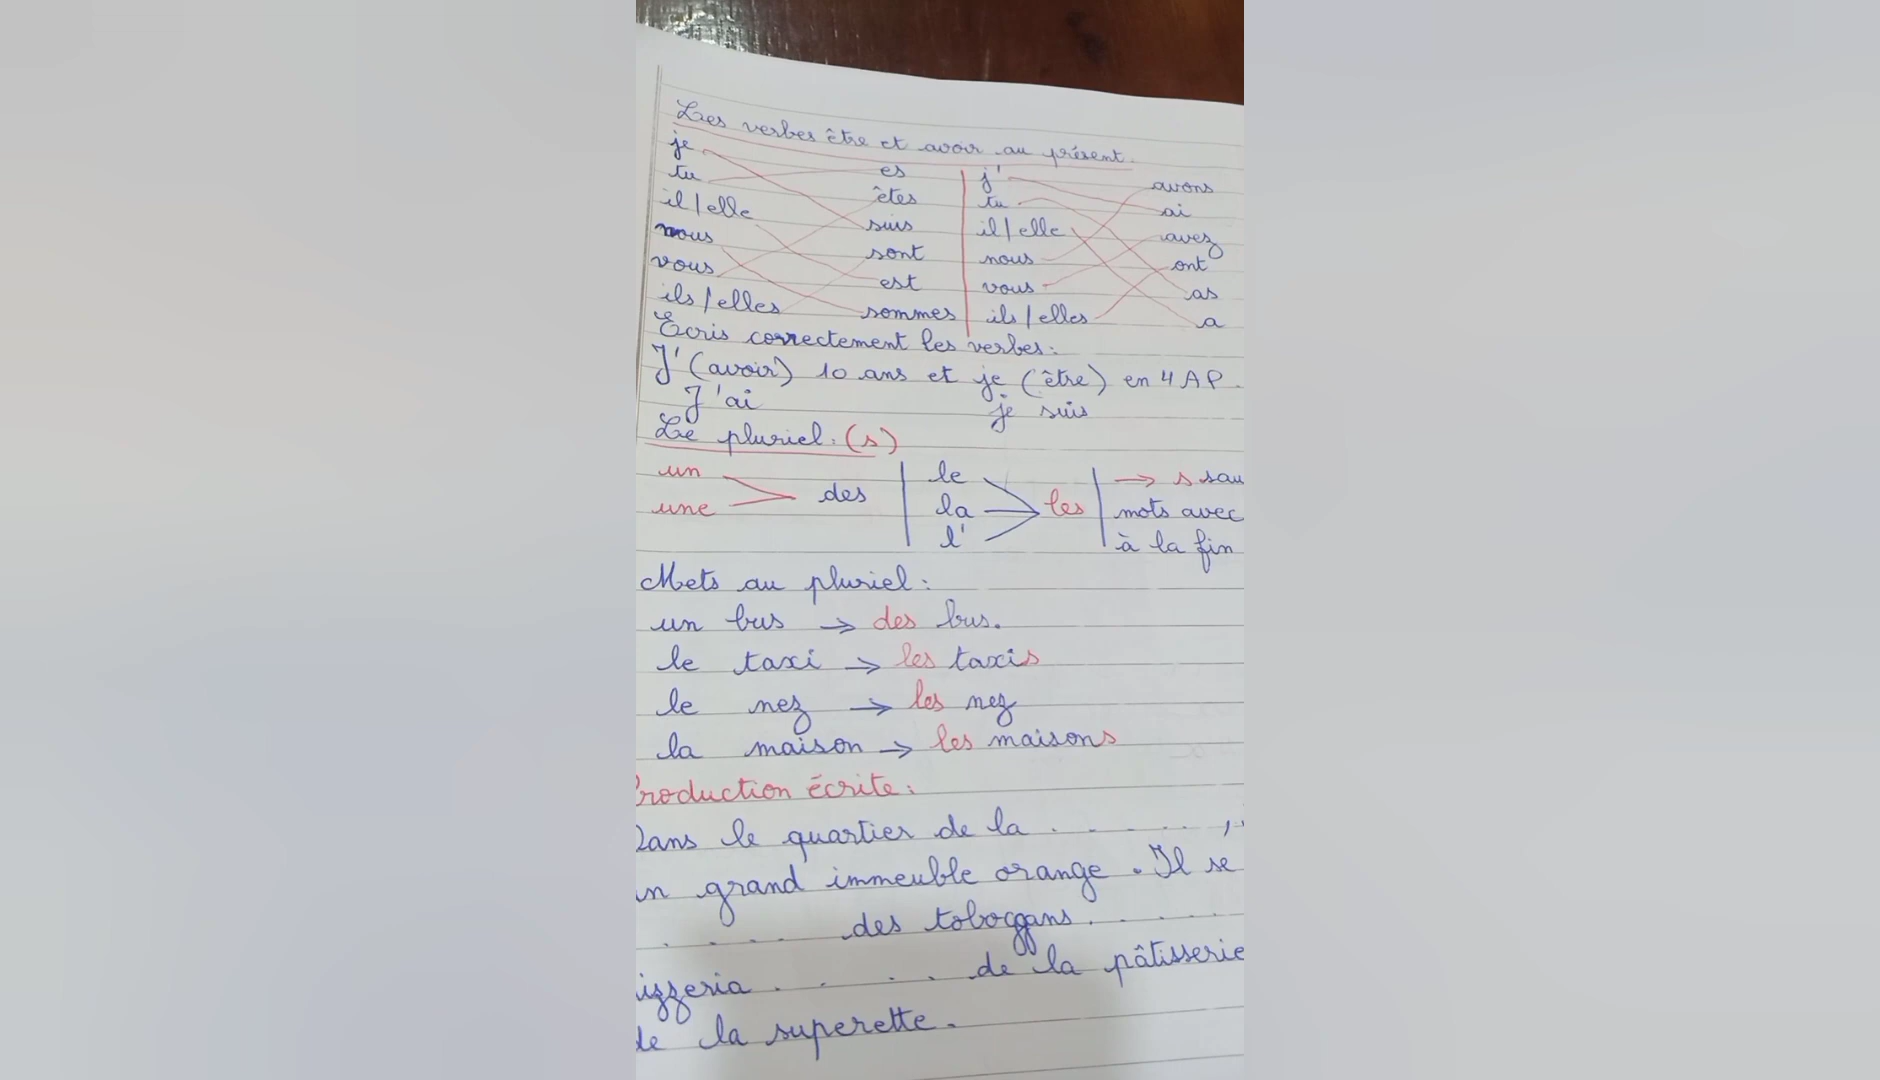 Les verbes être et avoir au présent.
je es j' avons
tu êtes tu ai
il/elle suis il/elle avez
nous sont nous ont
vous est vous as
ils/elles sommes ils/elles a
Ecris correctement les verbes:
J'(avoir) 10 ans et je (être) en 4 AP.
J'ai je suis
Le pluriel: (s)
un le → s sau
des la les mots avec
une l' à la fin
Mets au pluriel:
un bus → des bus.
le taxi → les taxis
le nez → les nez
la maison → les maisons
roduction écrite:
Dans le quartier de la . . . . . ,
un grand immeuble orange. Il se
. . . . . des toboggans. . . . .
izzeria . . . . . de la pâtisserie
de la superette.